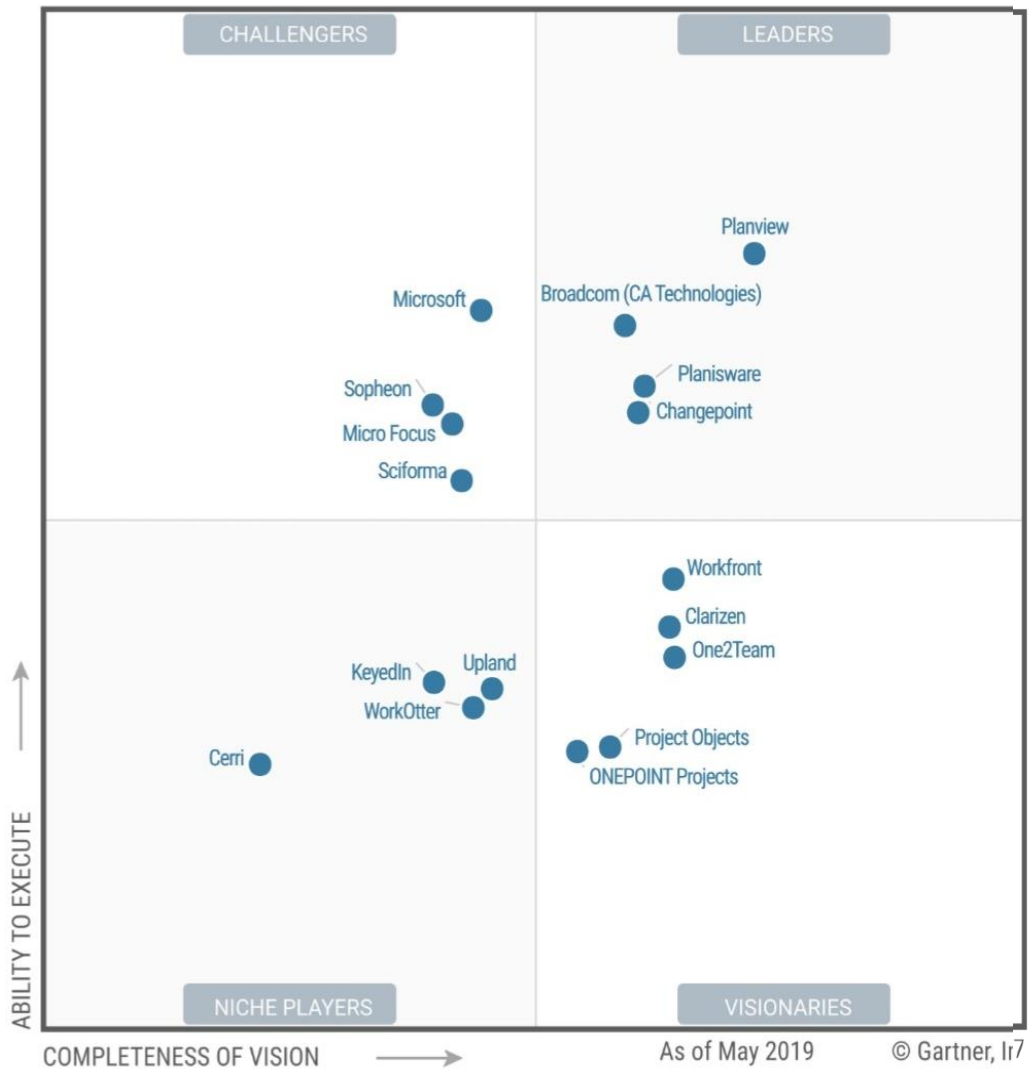 CHALLENGERS
LEADERS
Planview
Microsoft
Broadcom (CA Technologies)
Sopheon
Planisware
Micro Focus
Changepoint
Sciforma
Workfront
Clarizen
One2Team
KeyedIn
Upland
WorkOtter
Cerri
Project Objects
ONEPOINT Projects
ABILITY TO EXECUTE
NICHE PLAYERS
VISIONARIES
COMPLETENESS OF VISION
As of May 2019
© Gartner, Ir7